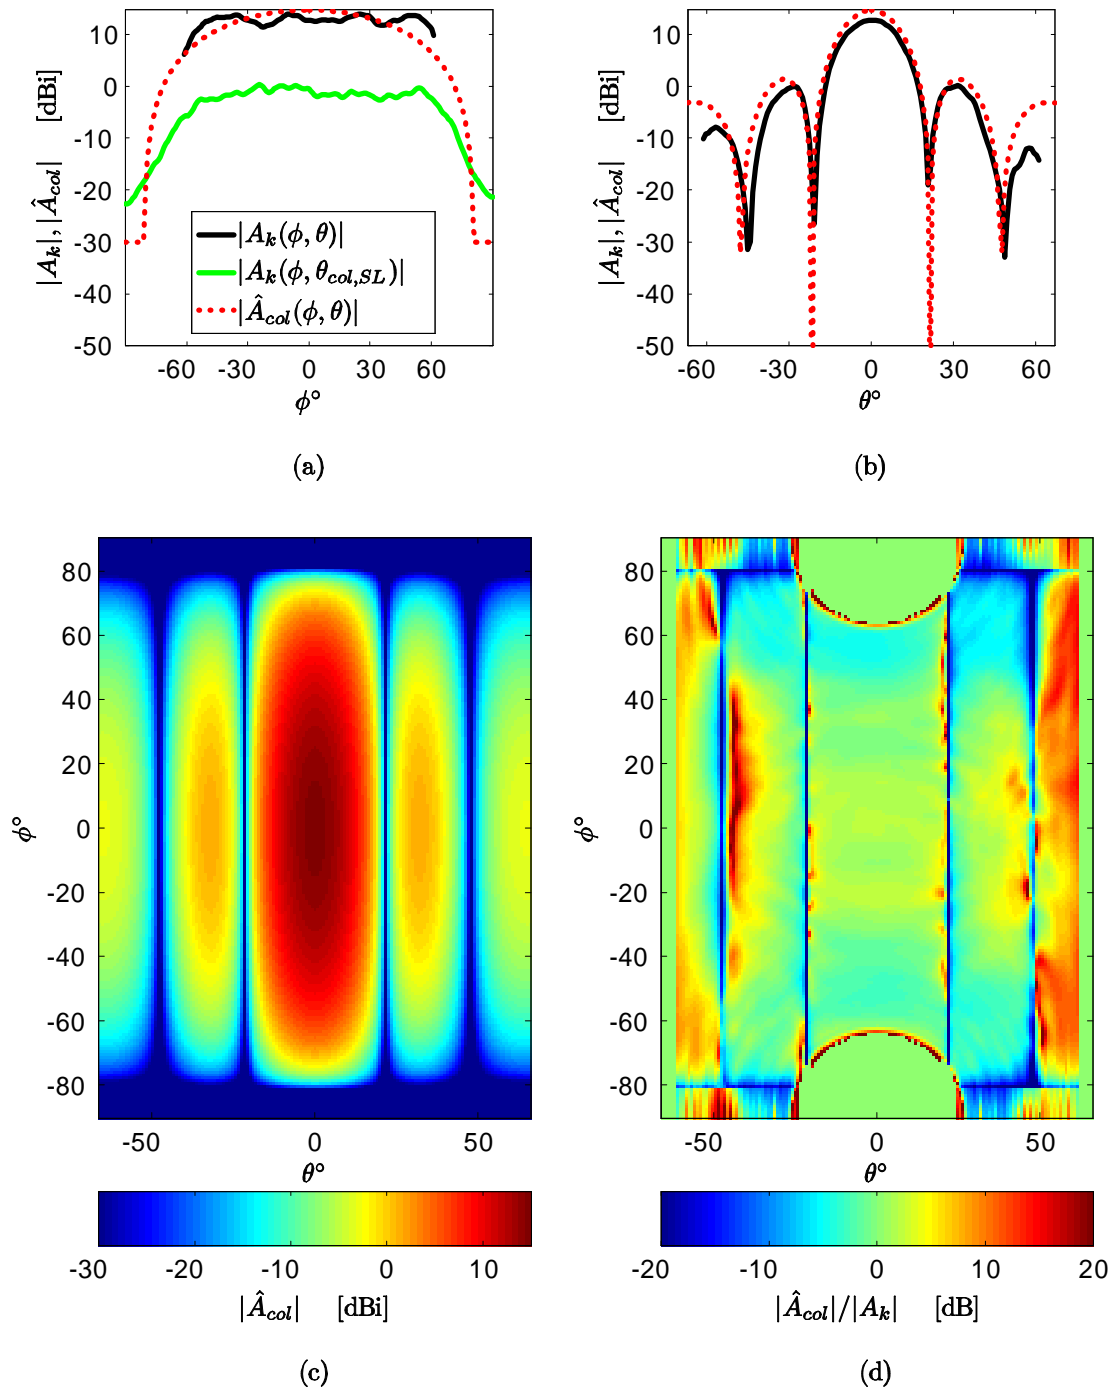 10
0
-10
-20
-30
-40
-50
|A_k|, |Â_col| [dBi]
|A_k(ϕ, θ)|
|A_k(ϕ, θ_{col,SL})|
|Â_col(ϕ, θ)|
-60 -30 0 30 60
ϕ°
(a)
10
0
-10
-20
-30
-40
-50
|A_k|, |Â_col| [dBi]
-60 -30 0 30 60
θ°
(b)
80
60
40
20
0
-20
-40
-60
-80
ϕ°
-50 0 50
θ°
-30 -20 -10 0 10
|Â_col| [dBi]
(c)
80
60
40
20
0
-20
-40
-60
-80
ϕ°
-50 0 50
θ°
-20 -10 0 10 20
|Â_col|/|A_k| [dB]
(d)